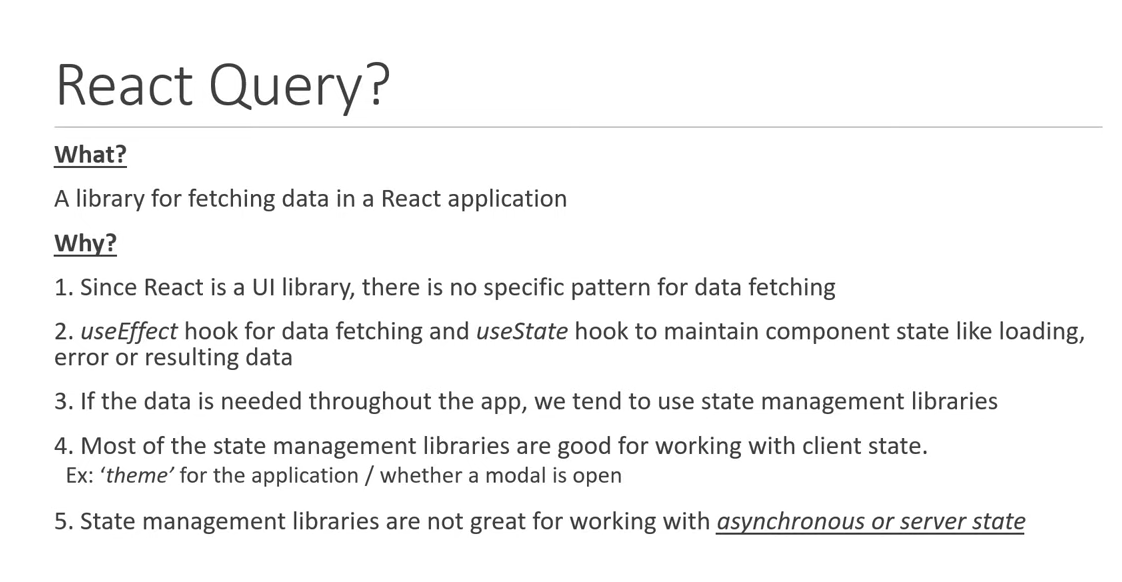 React Query?
What?
A library for fetching data in a React application
Why?
1. Since React is a UI library, there is no specific pattern for data fetching
2. useEffect hook for data fetching and useState hook to maintain component state like loading,
error or resulting data
3. If the data is needed throughout the app, we tend to use state management libraries
4. Most of the state management libraries are good for working with client state.
Ex: ‘theme’ for the application / whether a modal is open
5. State management libraries are not great for working with asynchronous or server state